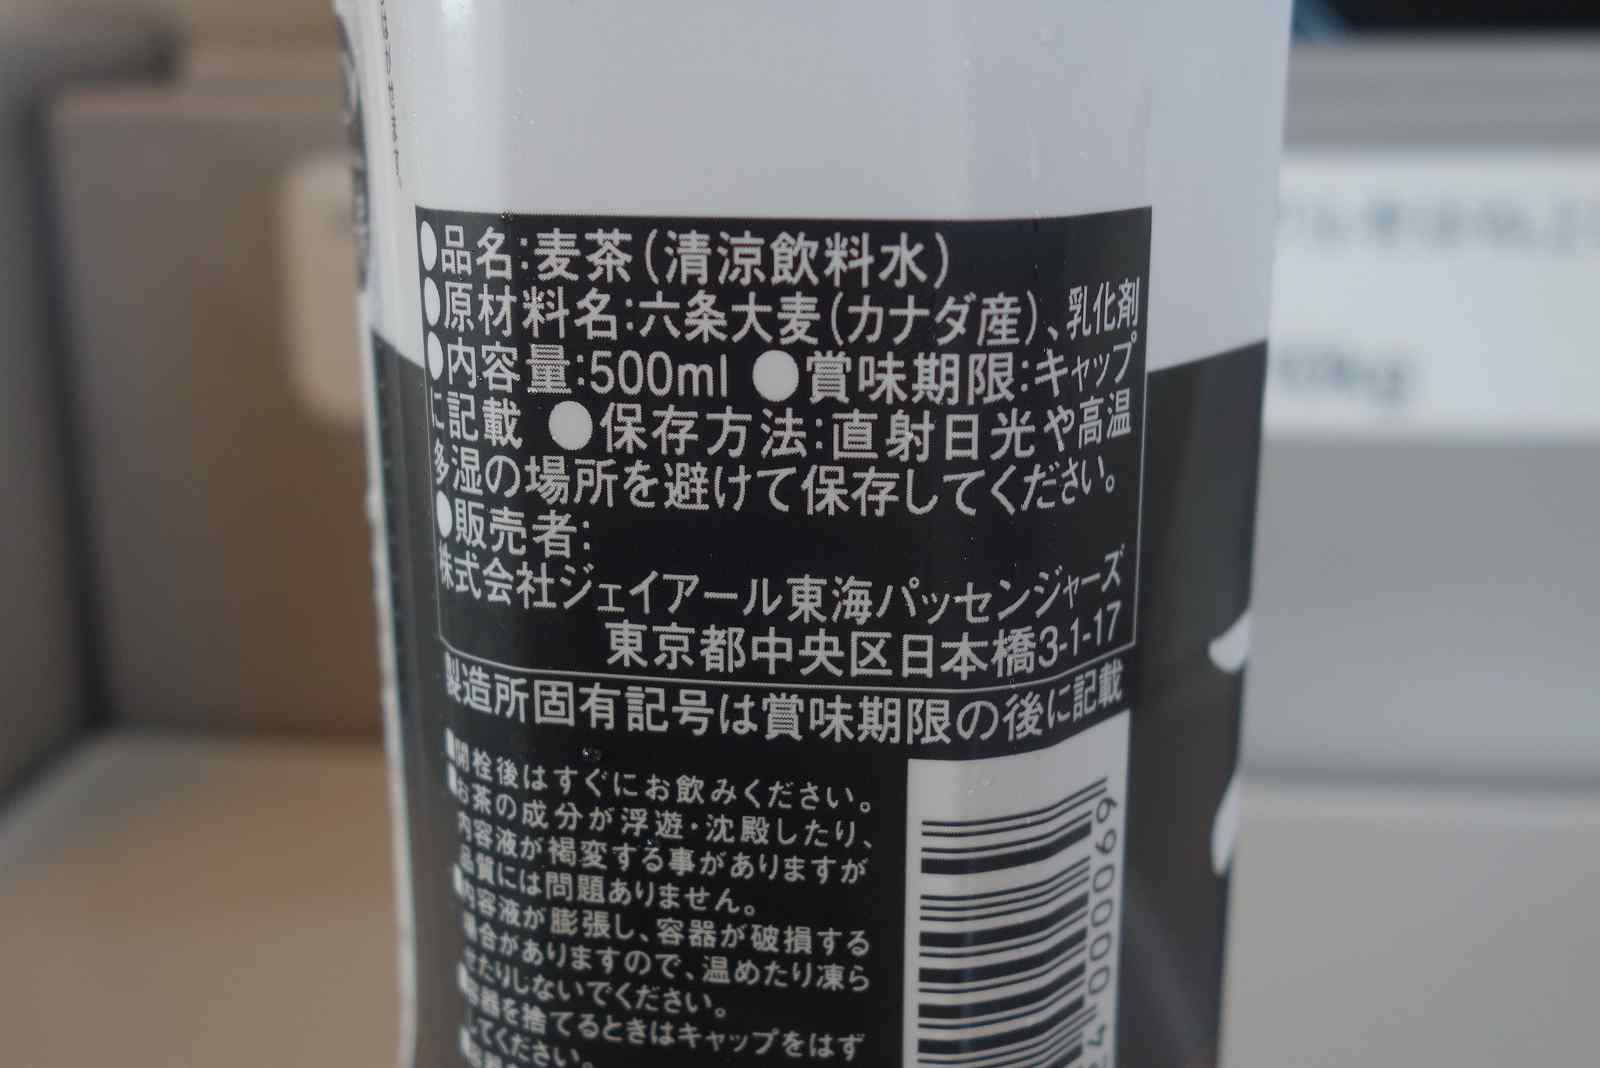 ●品名:麦茶(清涼飲料水)
●原材料名:六条大麦(カナダ産)、乳化剤
●内容量:500ml ●賞味期限:キャップ
に記載 ●保存方法:直射日光や高温
多湿の場所を避けて保存してください。
●販売者:
株式会社ジェイアール東海パッセンジャーズ
東京都中央区日本橋3-1-17
製造所固有記号は賞味期限の後に記載
■開栓後はすぐにお飲みください。
■お茶の成分が浮遊・沈殿したり、
内容液が褐変する事がありますが
品質には問題ありません。
■内容液が膨張し、容器が破損する
場合がありますので、温めたり凍ら
せたりしないでください。
■容器を捨てるときはキャップをはず
してください。
690000